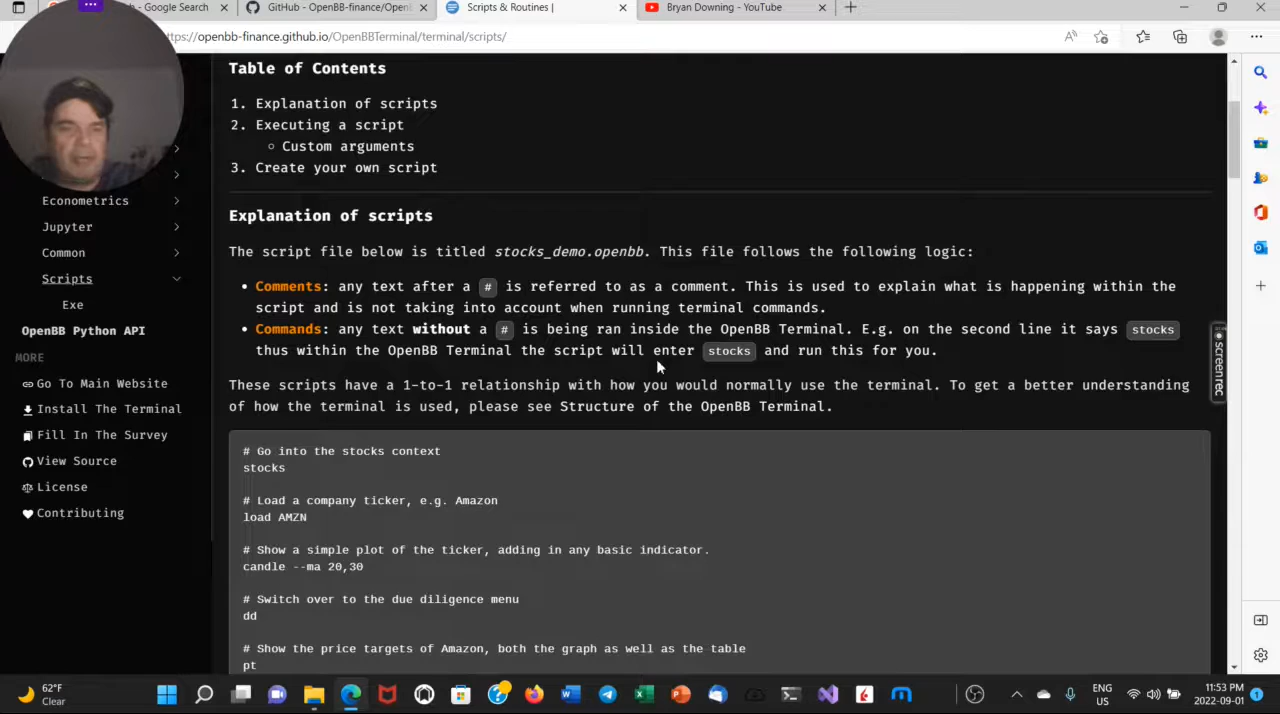 h - Google Search
GitHub - OpenBB-finance/Openl
Scripts & Routines |
Bryan Downing - YouTube
ttps://openbb-finance.github.io/OpenBBTerminal/terminal/scripts/
Econometrics
Jupyter
Common
Scripts
Exe
OpenBB Python API
MORE
Go To Main Website
Install The Terminal
Fill In The Survey
View Source
License
Contributing
Table of Contents
1. Explanation of scripts
2. Executing a script
Custom arguments
3. Create your own script
Explanation of scripts
The script file below is titled stocks_demo.openbb. This file follows the following logic:
Comments: any text after a # is referred to as a comment. This is used to explain what is happening within the
script and is not taking into account when running terminal commands.
Commands: any text without a # is being ran inside the OpenBB Terminal. E.g. on the second line it says stocks
thus within the OpenBB Terminal the script will enter stocks and run this for you.
These scripts have a 1-to-1 relationship with how you would normally use the terminal. To get a better understanding
of how the terminal is used, please see Structure of the OpenBB Terminal.
# Go into the stocks context
stocks
# Load a company ticker, e.g. Amazon
load AMZN
# Show a simple plot of the ticker, adding in any basic indicator.
candle --ma 20,30
# Switch over to the due diligence menu
dd
# Show the price targets of Amazon, both the graph as well as the table
pt
screenrec
62°F
Clear
ENG
US
11:53 PM
2022-09-01